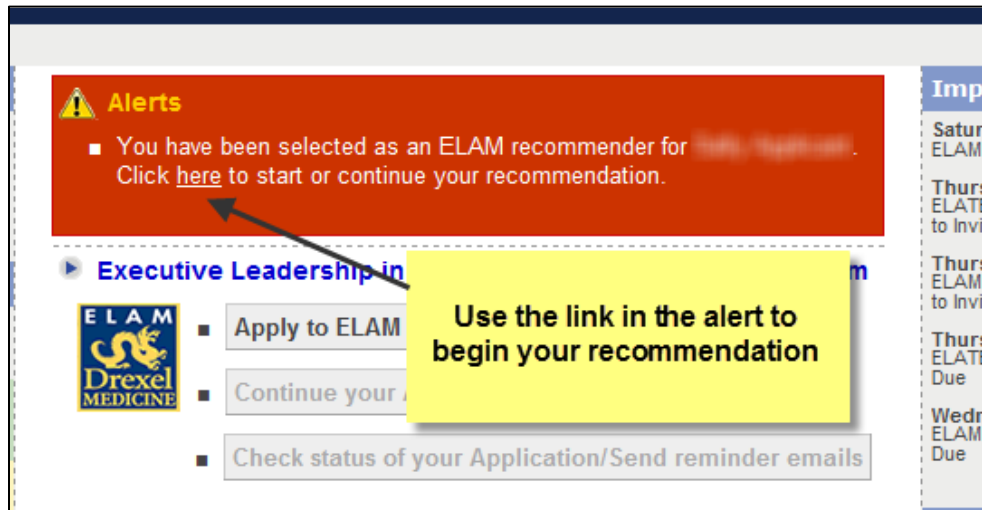 Alerts
You have been selected as an ELAM recommender for .
Click here to start or continue your recommendation.
Executive Leadership in m
Use the link in the alert to
begin your recommendation
ELAM
Drexel
MEDICINE
Apply to ELAM
Continue your
Check status of your Application/Send reminder emails
Imp
Satur
ELAM
Thurs
ELATE
to Invi
Thurs
ELAM
to Invi
Thurs
ELATE
Due
Wedn
ELAM
Due